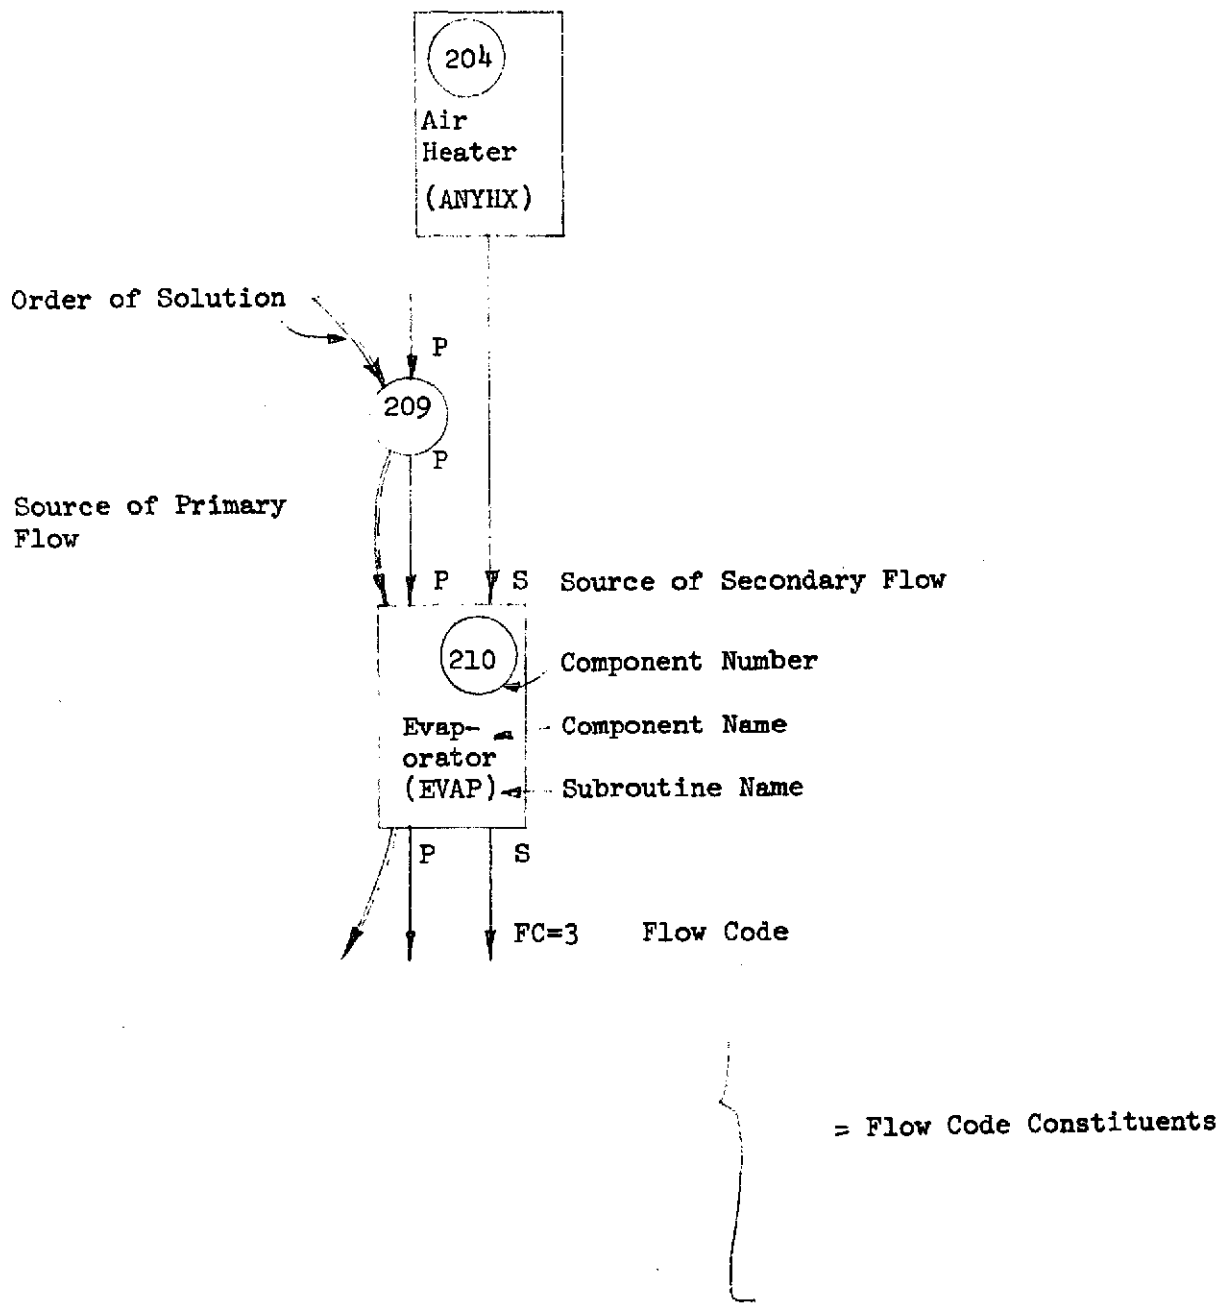 204
Air
Heater
(ANYHX)
Order of Solution
P
209
P
Source of Primary
Flow
P S Source of Secondary Flow
210 Component Number
Evap- Component Name
orator
(EVAP) Subroutine Name
P S
FC=3 Flow Code
= Flow Code Constituents